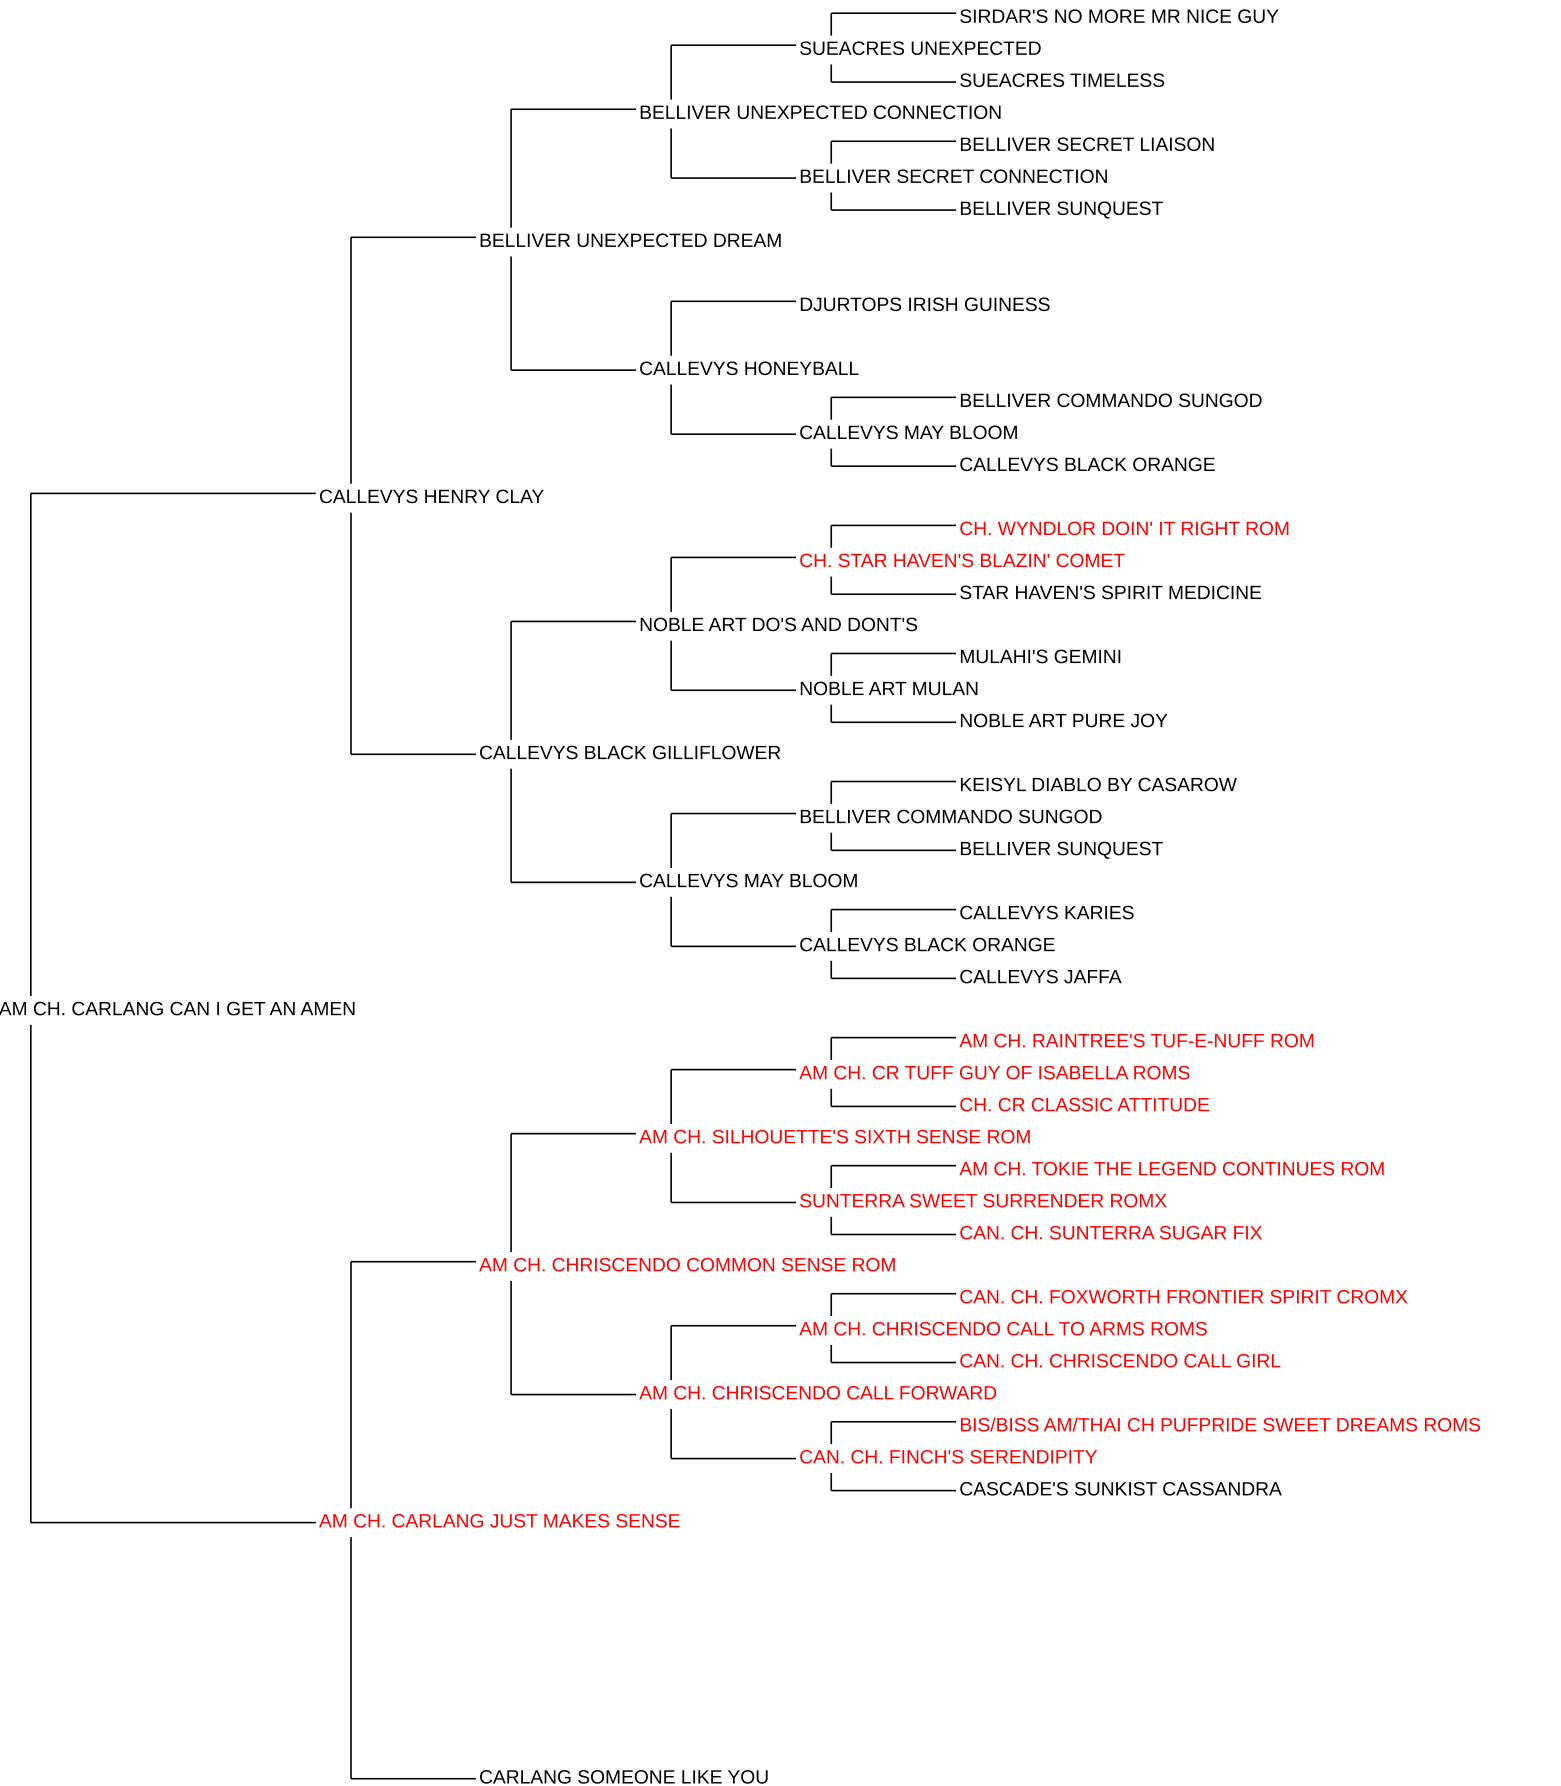 SIRDAR'S NO MORE MR NICE GUY
SUEACRES UNEXPECTED
SUEACRES TIMELESS
BELLIVER UNEXPECTED CONNECTION
BELLIVER SECRET LIAISON
BELLIVER SECRET CONNECTION
BELLIVER SUNQUEST
BELLIVER UNEXPECTED DREAM
DJURTOPS IRISH GUINESS
CALLEVYS HONEYBALL
BELLIVER COMMANDO SUNGOD
CALLEVYS MAY BLOOM
CALLEVYS BLACK ORANGE
CALLEVYS HENRY CLAY
CH. WYNDLOR DOIN' IT RIGHT ROM
CH. STAR HAVEN'S BLAZIN' COMET
STAR HAVEN'S SPIRIT MEDICINE
NOBLE ART DO'S AND DONT'S
MULAHI'S GEMINI
NOBLE ART MULAN
NOBLE ART PURE JOY
CALLEVYS BLACK GILLIFLOWER
KEISYL DIABLO BY CASAROW
BELLIVER COMMANDO SUNGOD
BELLIVER SUNQUEST
CALLEVYS MAY BLOOM
CALLEVYS KARIES
CALLEVYS BLACK ORANGE
CALLEVYS JAFFA
AM CH. CARLANG CAN I GET AN AMEN
AM CH. RAINTREE'S TUF-E-NUFF ROM
AM CH. CR TUFF GUY OF ISABELLA ROMS
CH. CR CLASSIC ATTITUDE
AM CH. SILHOUETTE'S SIXTH SENSE ROM
AM CH. TOKIE THE LEGEND CONTINUES ROM
SUNTERRA SWEET SURRENDER ROMX
CAN. CH. SUNTERRA SUGAR FIX
AM CH. CHRISCENDO COMMON SENSE ROM
CAN. CH. FOXWORTH FRONTIER SPIRIT CROMX
AM CH. CHRISCENDO CALL TO ARMS ROMS
CAN. CH. CHRISCENDO CALL GIRL
AM CH. CHRISCENDO CALL FORWARD
BIS/BISS AM/THAI CH PUFPRIDE SWEET DREAMS ROMS
CAN. CH. FINCH'S SERENDIPITY
CASCADE'S SUNKIST CASSANDRA
AM CH. CARLANG JUST MAKES SENSE
CARLANG SOMEONE LIKE YOU